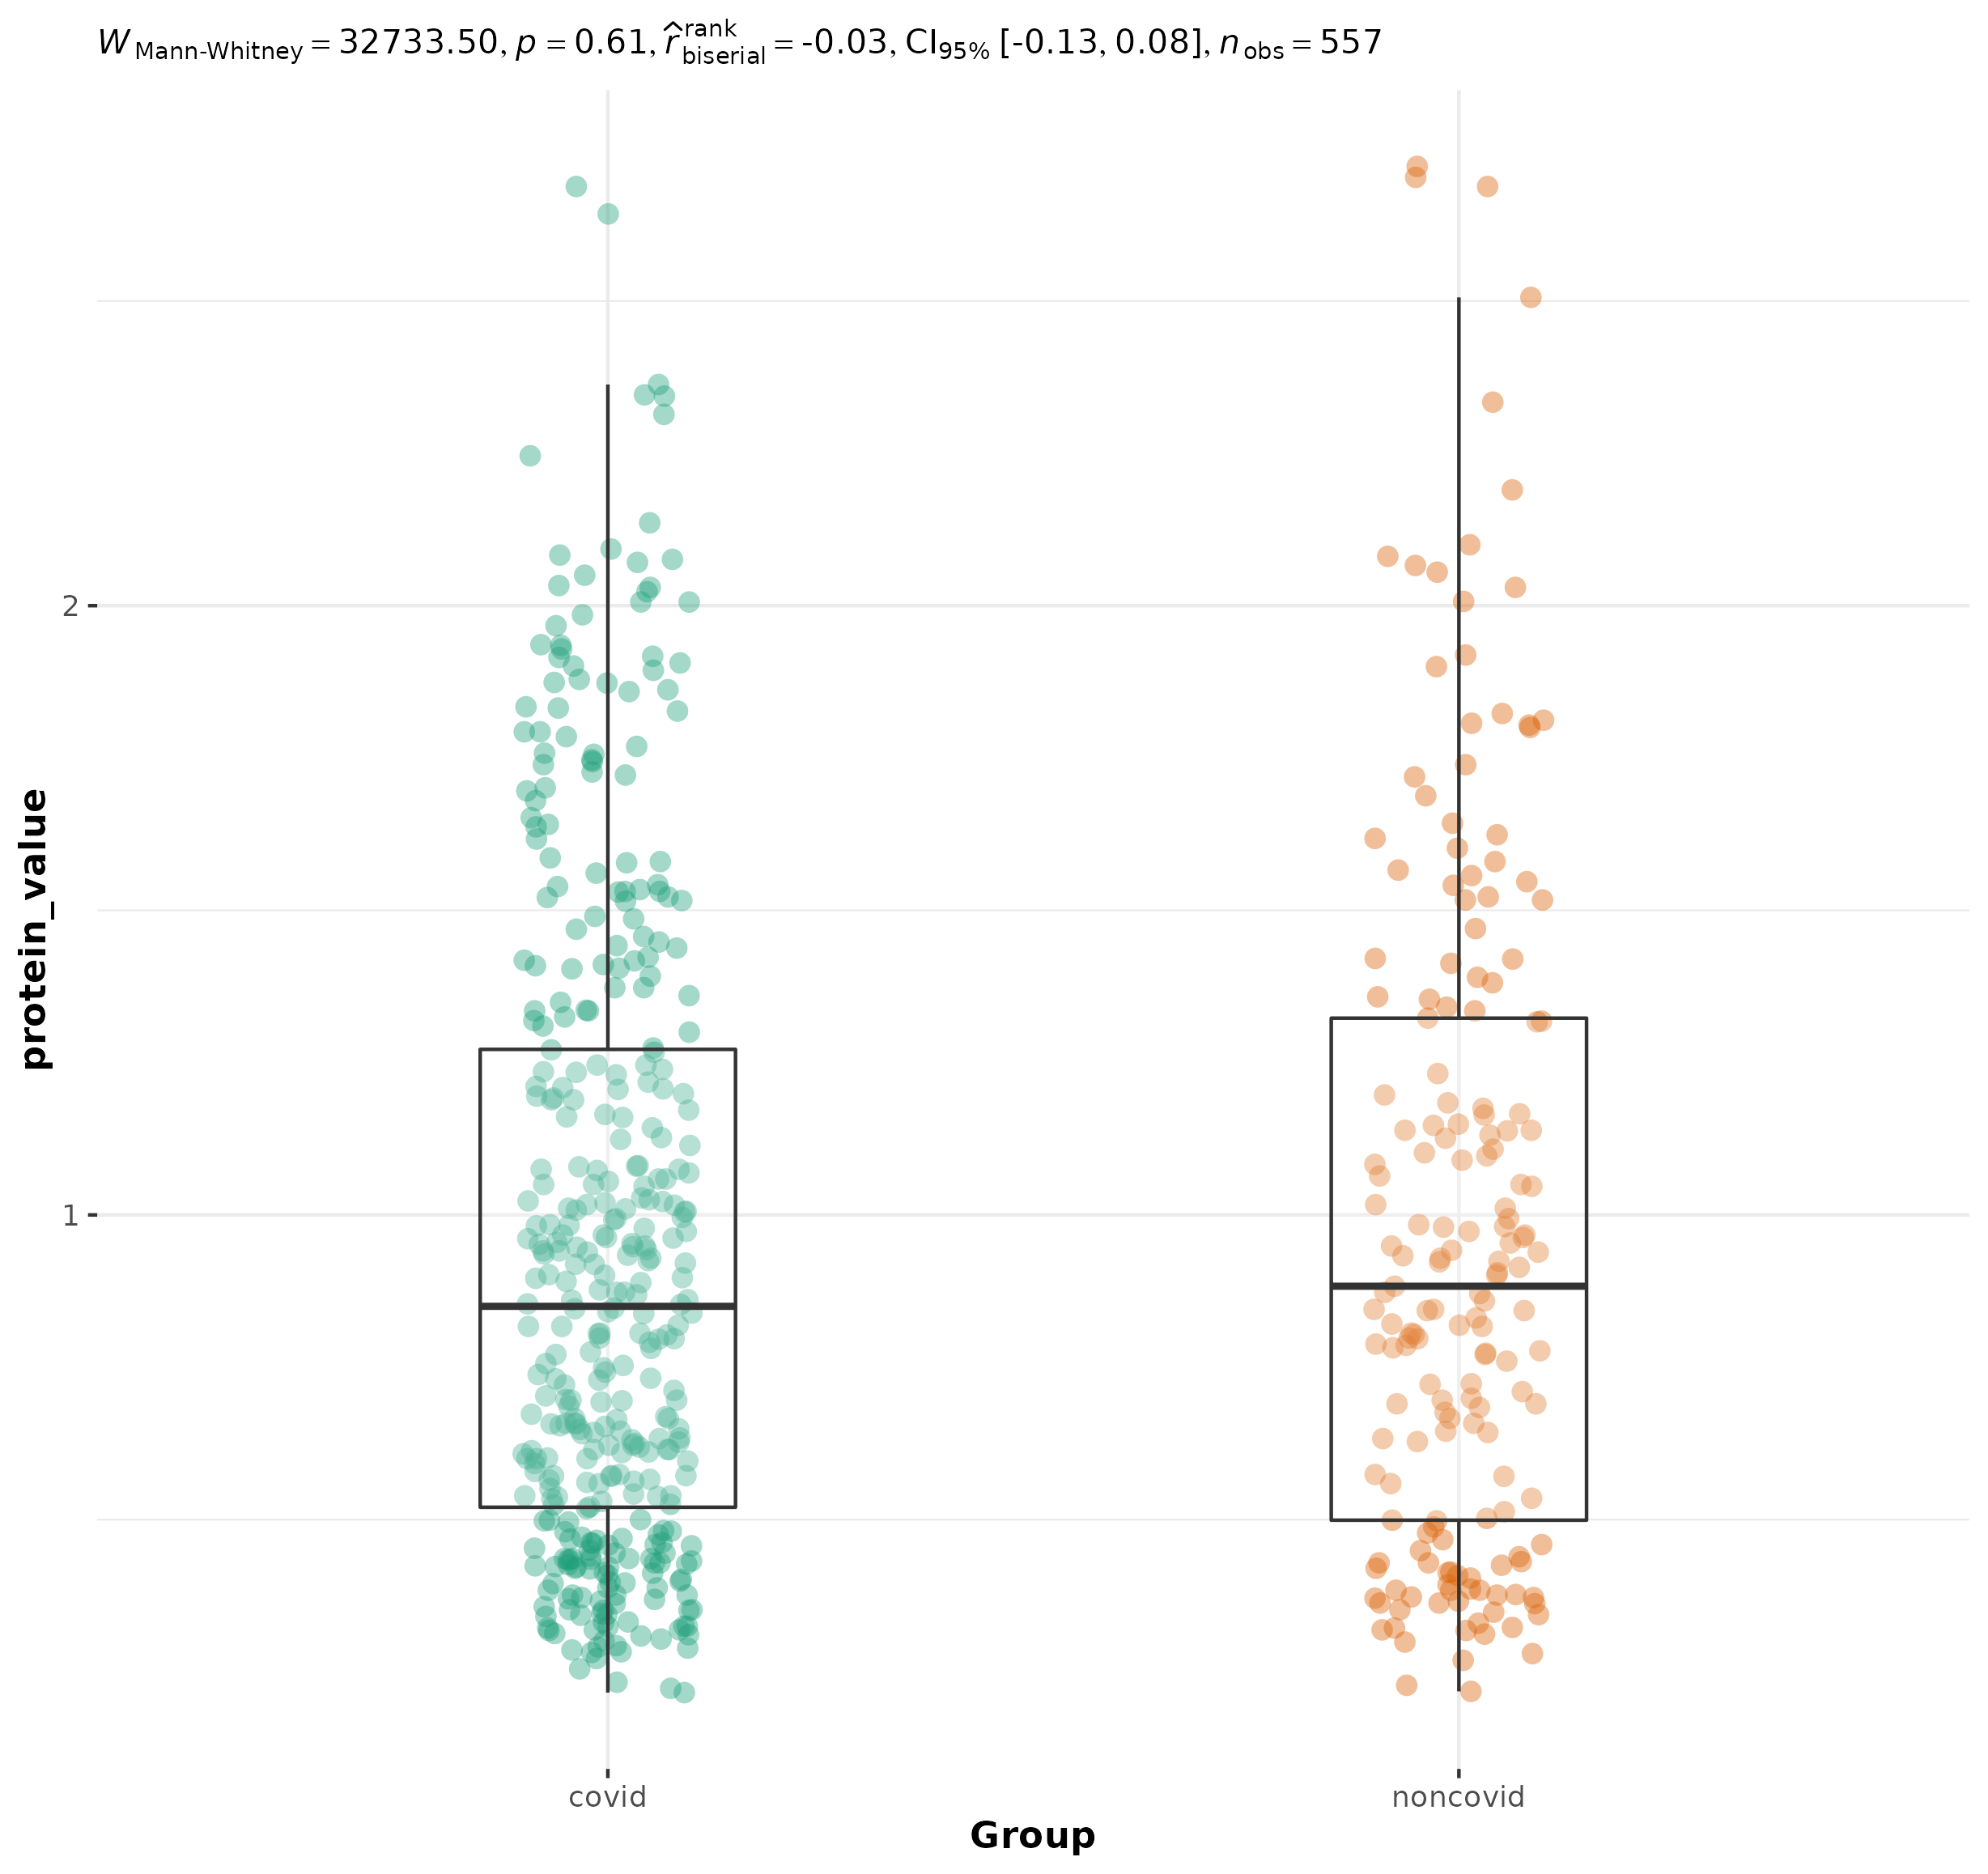 W Mann-Whitney = 32733.50, p = 0.61, r̂ rank biserial = -0.03, CI95% [-0.13, 0.08], n obs = 557
protein_value
2
1
covid noncovid
Group